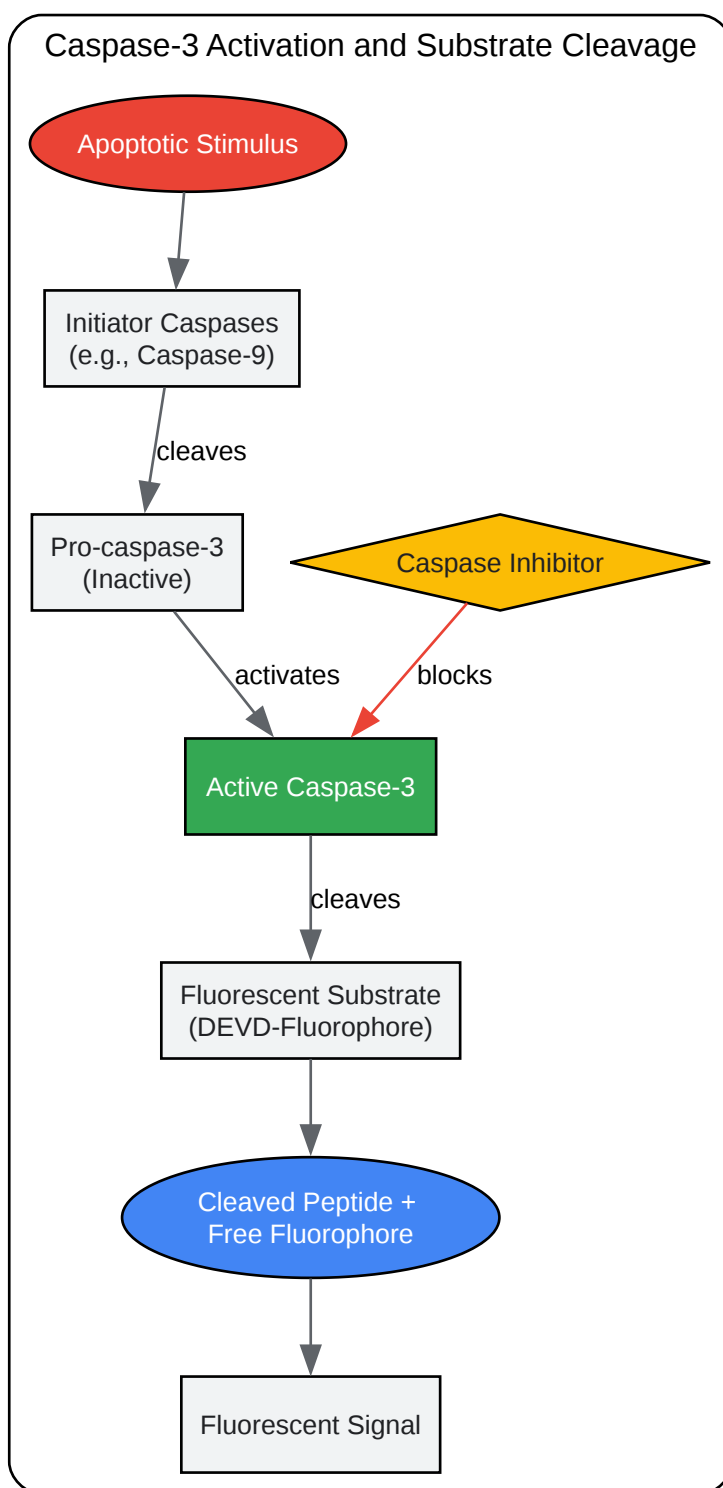 Caspase-3 Activation and Substrate Cleavage
Apoptotic Stimulus
Initiator Caspases
(e.g., Caspase-9)
cleaves
Pro-caspase-3
(Inactive)
Caspase Inhibitor
activates
blocks
Active Caspase-3
cleaves
Fluorescent Substrate
(DEVD-Fluorophore)
Cleaved Peptide +
Free Fluorophore
Fluorescent Signal